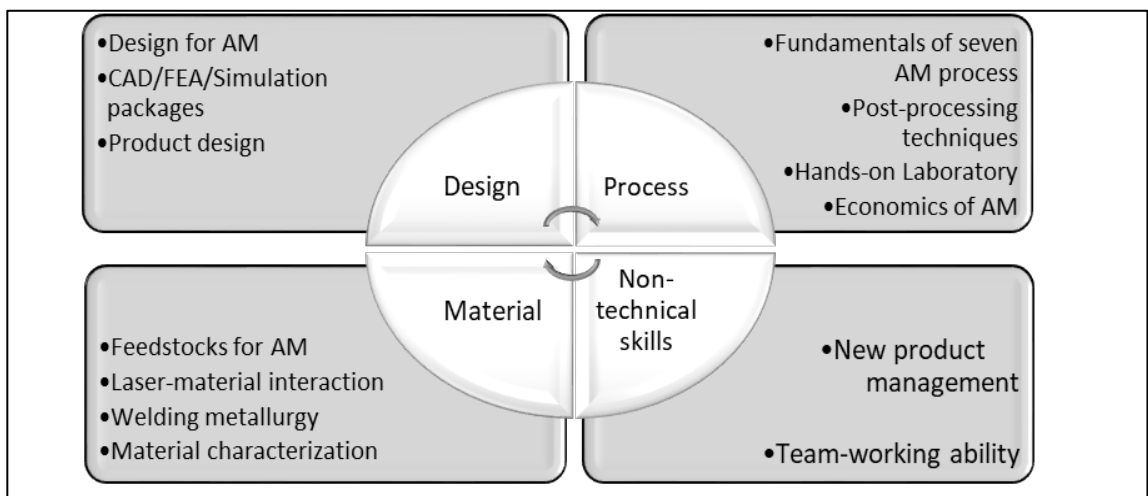 •Design for AM
•CAD/FEA/Simulation
packages
•Product design
•Fundamentals of seven
AM process
•Post-processing
techniques
•Hands-on Laboratory
•Economics of AM
Design
Process
Material
Non-
technical
skills
•Feedstocks for AM
•Laser-material interaction
•Welding metallurgy
•Material characterization
•New product
management
•Team-working ability